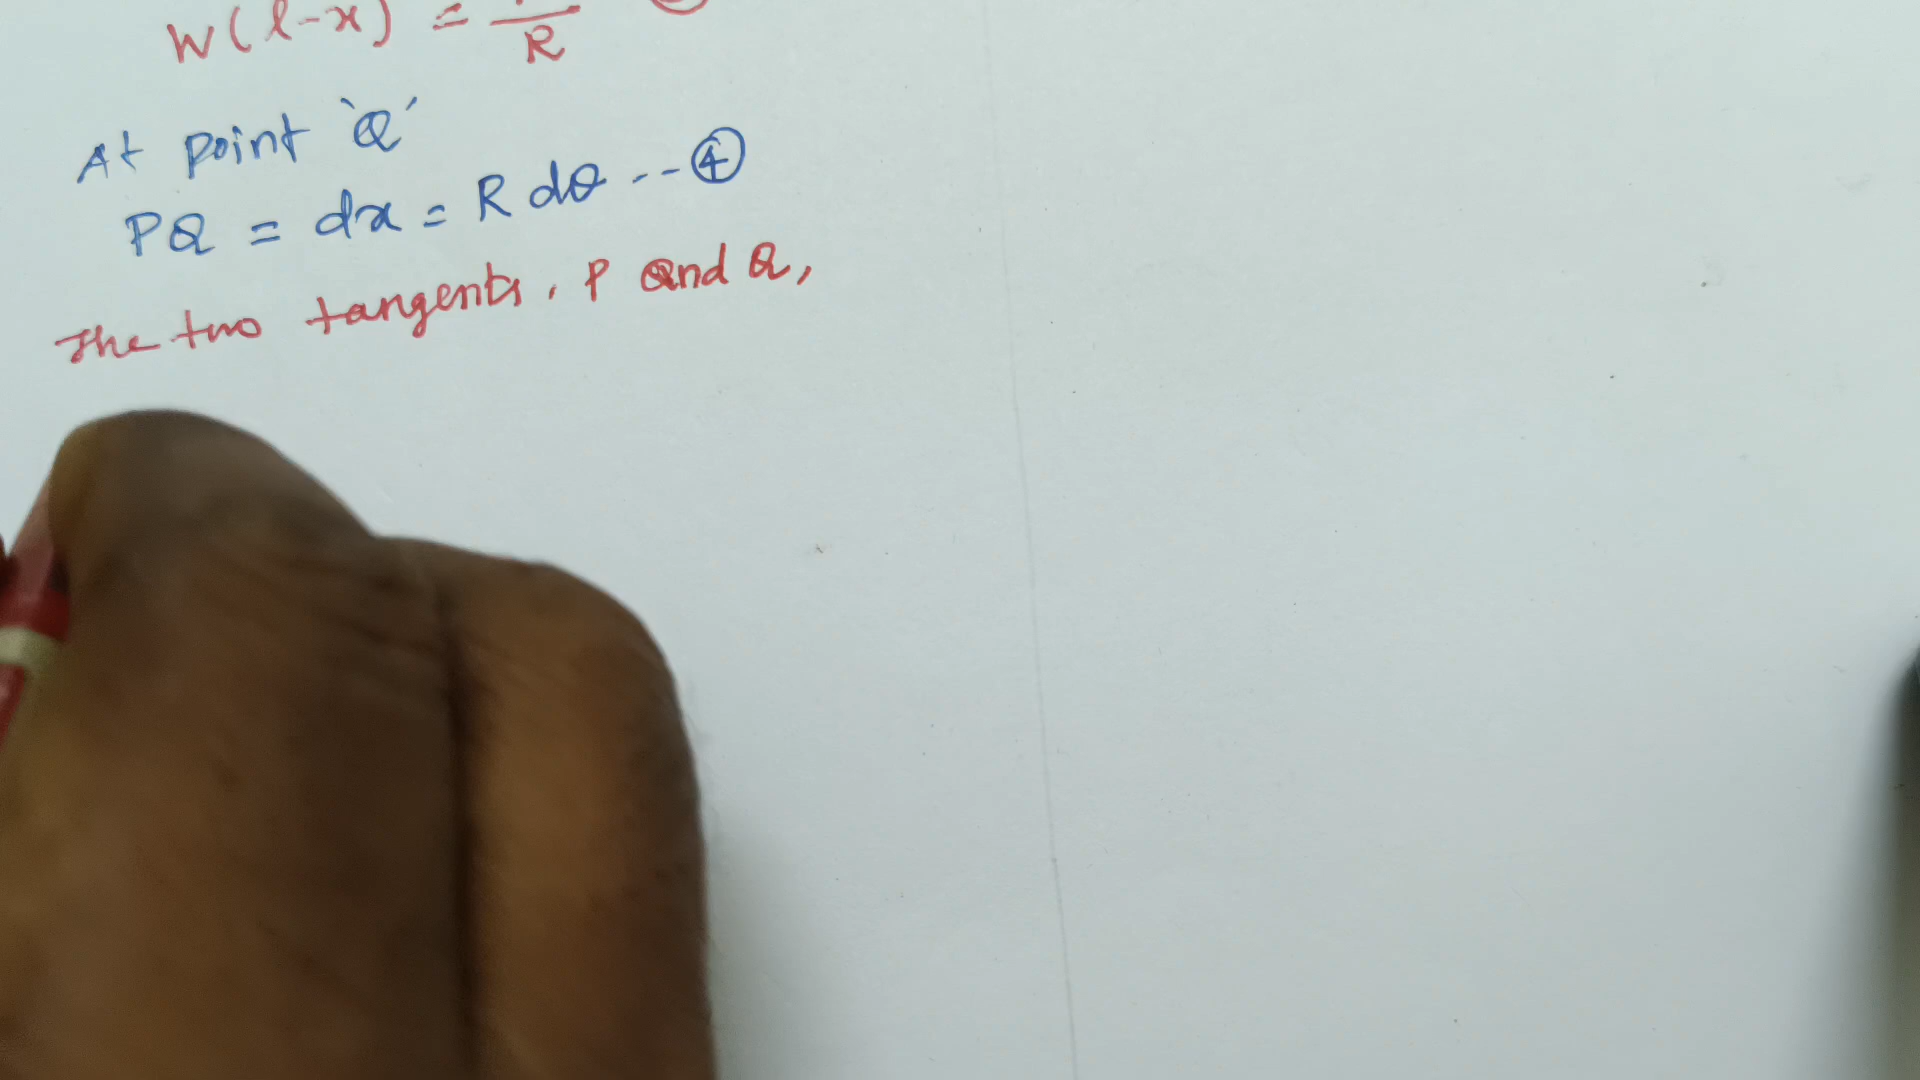 W(l-x) = /R
At point 'Q'
PQ = dx = R dθ --- ④
The two tangents, P and Q,